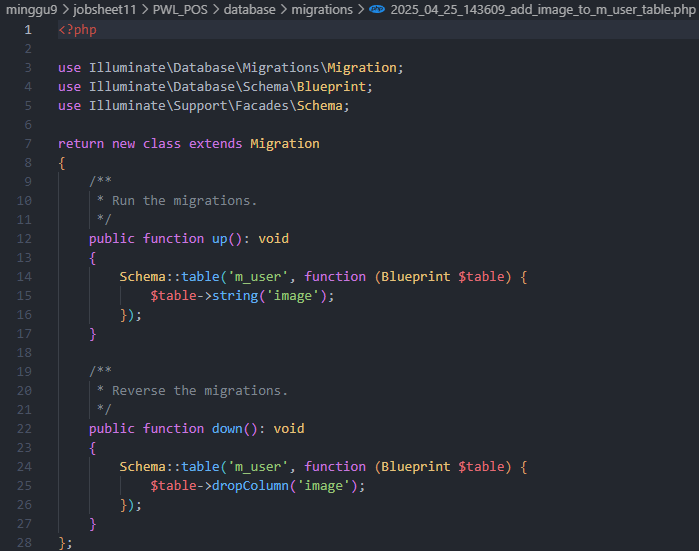 minggu9 > jobsheet11 > PWL_POS > database > migrations > php 2025_04_25_143609_add_image_to_m_user_table.php
1 <?php
2
3 use Illuminate\Database\Migrations\Migration;
4 use Illuminate\Database\Schema\Blueprint;
5 use Illuminate\Support\Facades\Schema;
6
7 return new class extends Migration
8 {
9     /**
10      * Run the migrations.
11      */
12     public function up(): void
13     {
14         Schema::table('m_user', function (Blueprint $table) {
15             $table->string('image');
16         });
17     }
18
19     /**
20      * Reverse the migrations.
21      */
22     public function down(): void
23     {
24         Schema::table('m_user', function (Blueprint $table) {
25             $table->dropColumn('image');
26         });
27     }
28 };